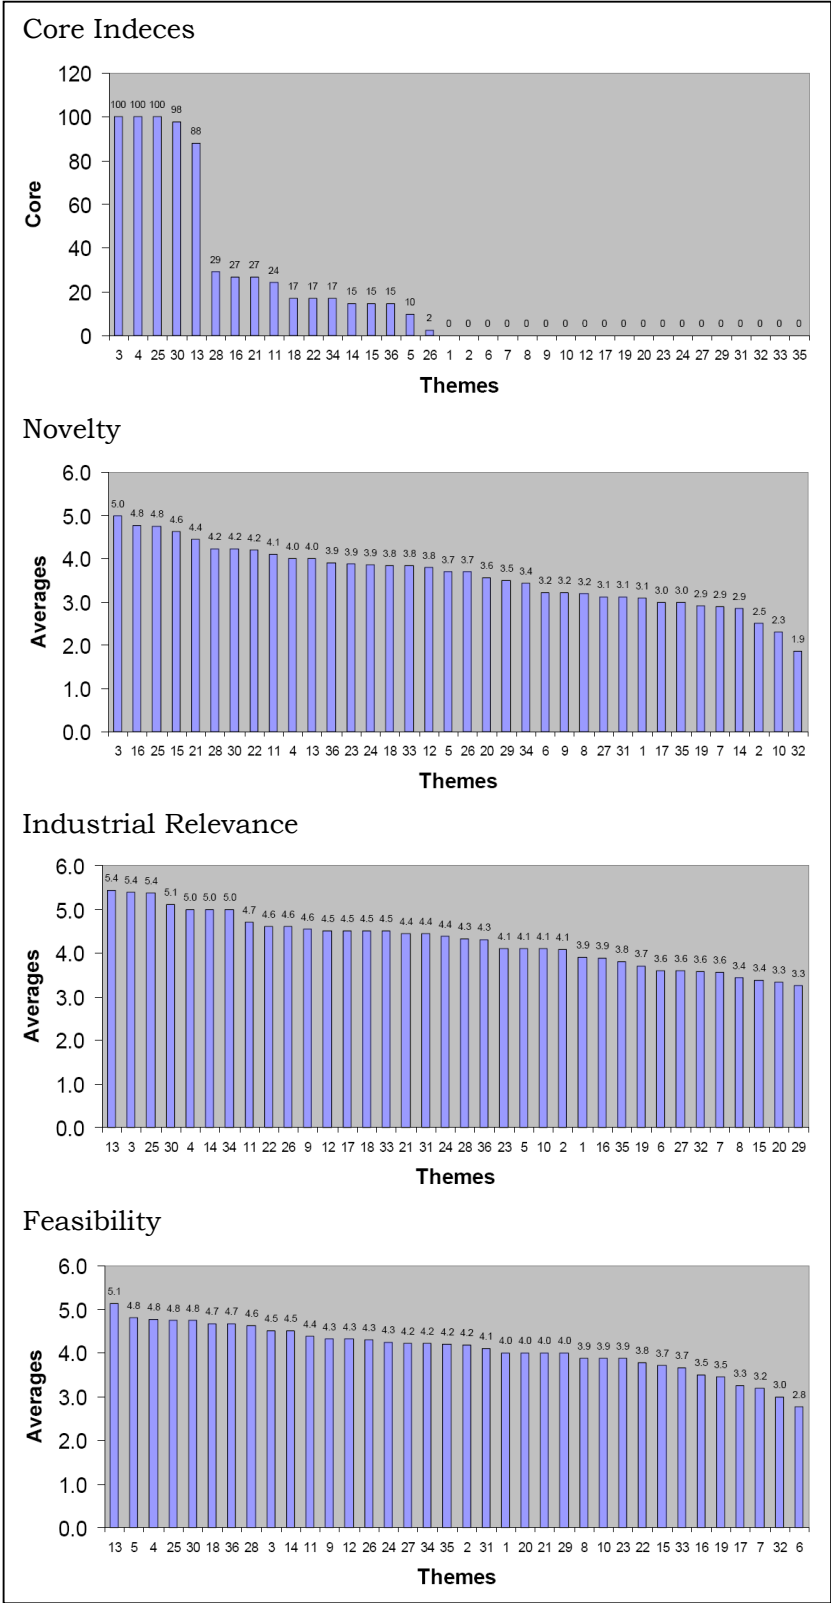 Core Indeces
120
100
80
60
40
20
0
Core
100 100 100 98 88 29 27 27 24 17 17 17 15 15 15 10 2 0 0 0 0 0 0 0 0 0 0 0 0 0 0 0 0 0 0 0
3 4 25 30 13 28 16 21 11 18 22 34 14 15 36 5 26 1 2 6 7 8 9 10 12 17 19 20 23 24 27 29 31 32 33 35
Themes
Novelty
6.0
5.0
4.0
3.0
2.0
1.0
0.0
Averages
5.0 4.8 4.8 4.6 4.4 4.2 4.2 4.2 4.1 4.0 4.0 3.9 3.9 3.9 3.8 3.8 3.8 3.7 3.7 3.6 3.5 3.4 3.2 3.2 3.2 3.1 3.1 3.1 3.0 3.0 2.9 2.9 2.9 2.5 2.3 1.9
3 16 25 15 21 28 30 22 11 4 13 36 23 24 18 33 12 5 26 20 29 34 6 9 8 27 31 1 17 35 19 7 14 2 10 32
Themes
Industrial Relevance
6.0
5.0
4.0
3.0
2.0
1.0
0.0
Averages
5.4 5.4 5.4 5.1 5.0 5.0 5.0 4.7 4.6 4.6 4.6 4.5 4.5 4.5 4.5 4.4 4.4 4.4 4.3 4.3 4.1 4.1 4.1 4.1 3.9 3.9 3.8 3.7 3.6 3.6 3.6 3.6 3.4 3.4 3.3 3.3
13 3 25 30 4 14 34 11 22 26 9 12 17 18 33 21 31 24 28 36 23 5 10 2 1 16 35 19 6 27 32 7 8 15 20 29
Themes
Feasibility
6.0
5.0
4.0
3.0
2.0
1.0
0.0
Averages
5.1 4.8 4.8 4.8 4.8 4.7 4.7 4.6 4.5 4.5 4.4 4.3 4.3 4.3 4.3 4.2 4.2 4.2 4.2 4.1 4.0 4.0 4.0 4.0 3.9 3.9 3.9 3.8 3.7 3.7 3.5 3.5 3.3 3.2 3.0 2.8
13 5 4 25 30 18 36 28 3 14 11 9 12 26 24 27 34 35 2 31 1 20 21 29 8 10 23 22 15 33 16 19 17 7 32 6
Themes